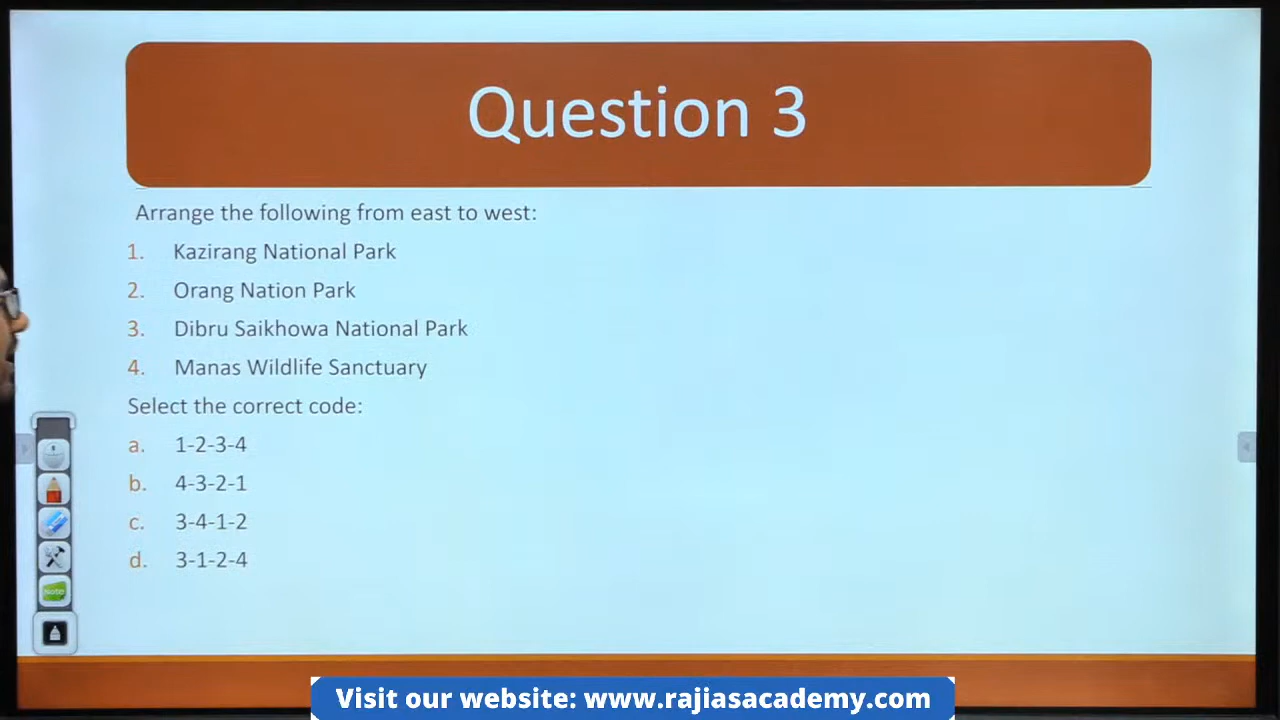 Question 3
Arrange the following from east to west:
1. Kazirang National Park
2. Orang Nation Park
3. Dibru Saikhowa National Park
4. Manas Wildlife Sanctuary
Select the correct code:
a. 1-2-3-4
b. 4-3-2-1
c. 3-4-1-2
d. 3-1-2-4
Note
Visit our website: www.rajiasacademy.com